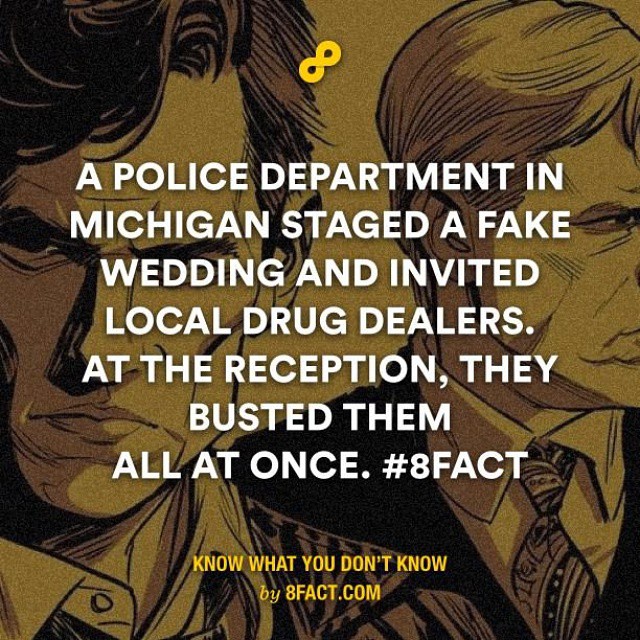 A POLICE DEPARTMENT IN
MICHIGAN STAGED A FAKE
WEDDING AND INVITED
LOCAL DRUG DEALERS.
AT THE RECEPTION, THEY
BUSTED THEM
ALL AT ONCE. #8FACT
KNOW WHAT YOU DON'T KNOW
by 8FACT.COM